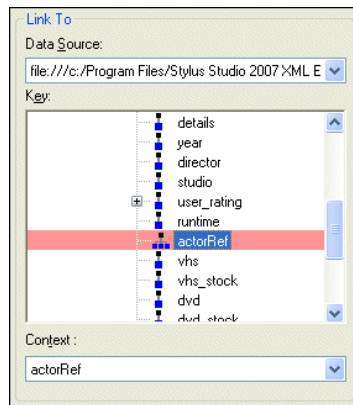 Link To
Data Source:
file:///c:/Program Files/Stylus Studio 2007 XML E
Key:
details
year
director
studio
user_rating
runtime
actorRef
vhs
vhs_stock
dvd
dvd_stock
Context :
actorRef